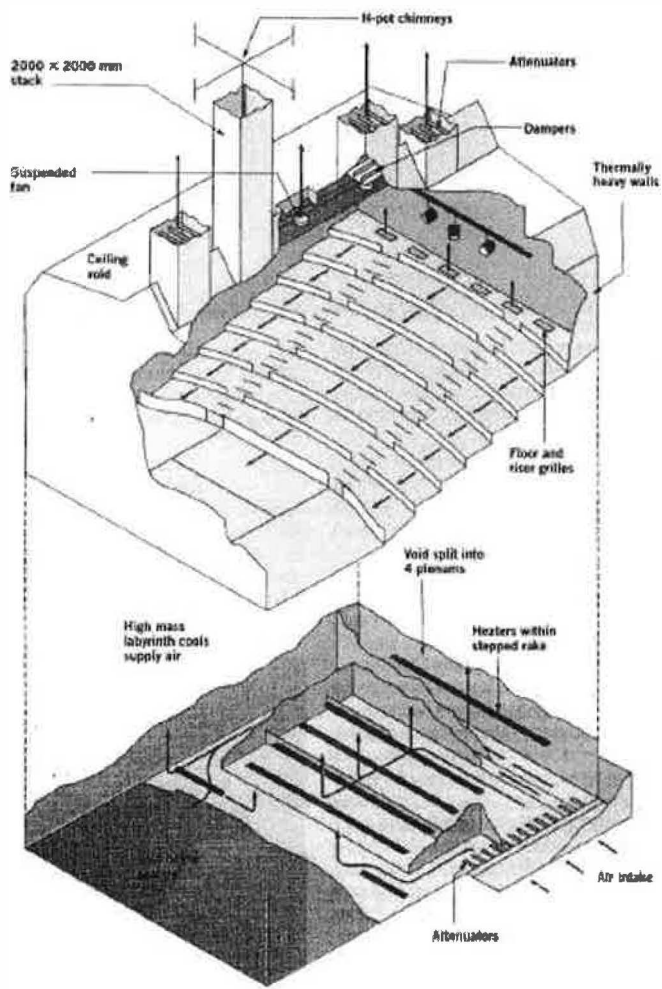 H-pot chimneys
2000 × 2000 mm
stack
Attenuators
Dampers
Suspended
fan
Thermally
heavy walls
Ceiling
void
Floor and
riser grilles
Void split into
4 plenums
High mass
labyrinth cools
supply air
Heaters within
stepped rake
Air intake
Attenuators